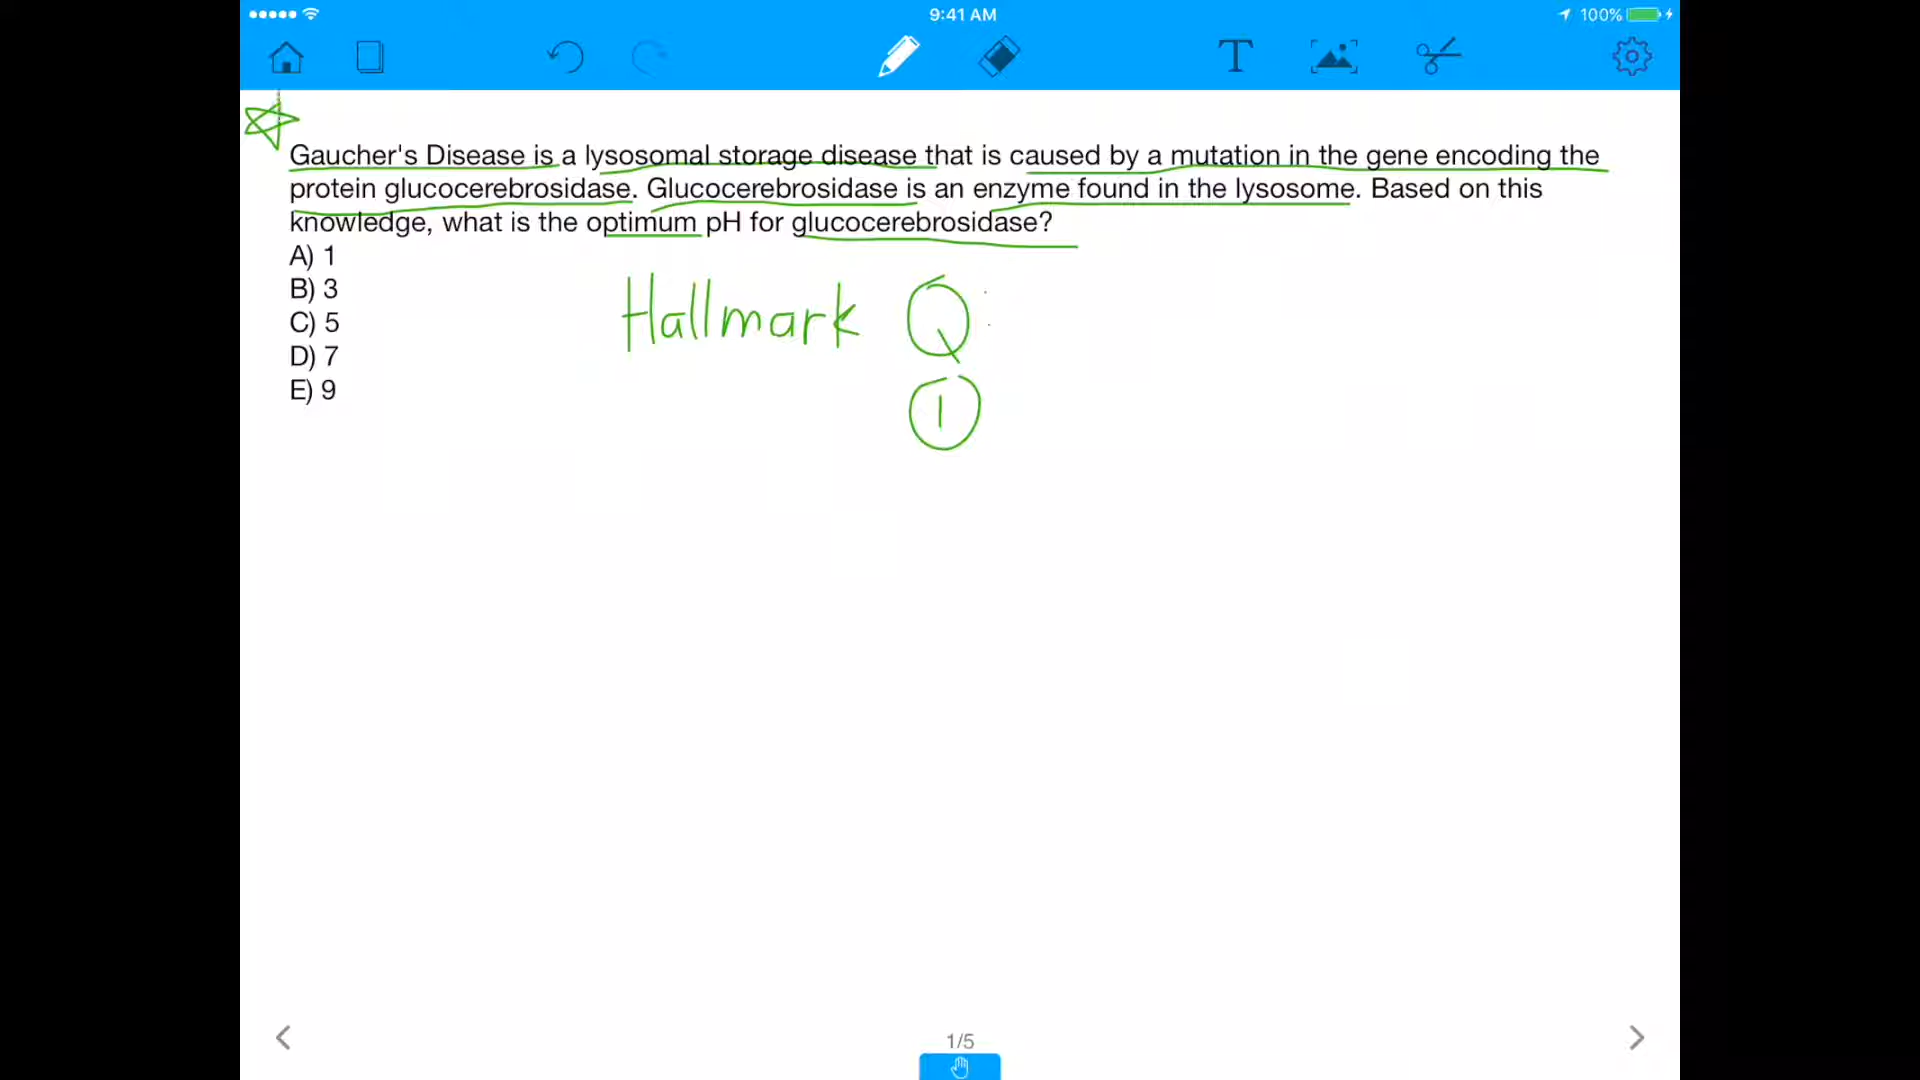 9:41 AM
100%
T
Gaucher's Disease is a lysosomal storage disease that is caused by a mutation in the gene encoding the
protein glucocerebrosidase. Glucocerebrosidase is an enzyme found in the lysosome. Based on this
knowledge, what is the optimum pH for glucocerebrosidase?
A) 1
B) 3
C) 5
D) 7
E) 9
Hallmark Q:
1
1/5